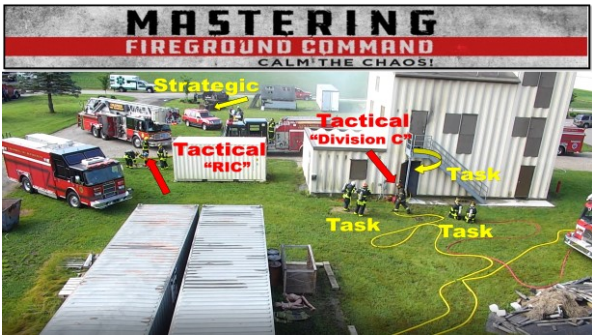 MASTERING
FIREGROUND COMMAND
CALM THE CHAOS!
Strategic
Tactical
"RIC"
Tactical
"Division C"
Task
Task
Task